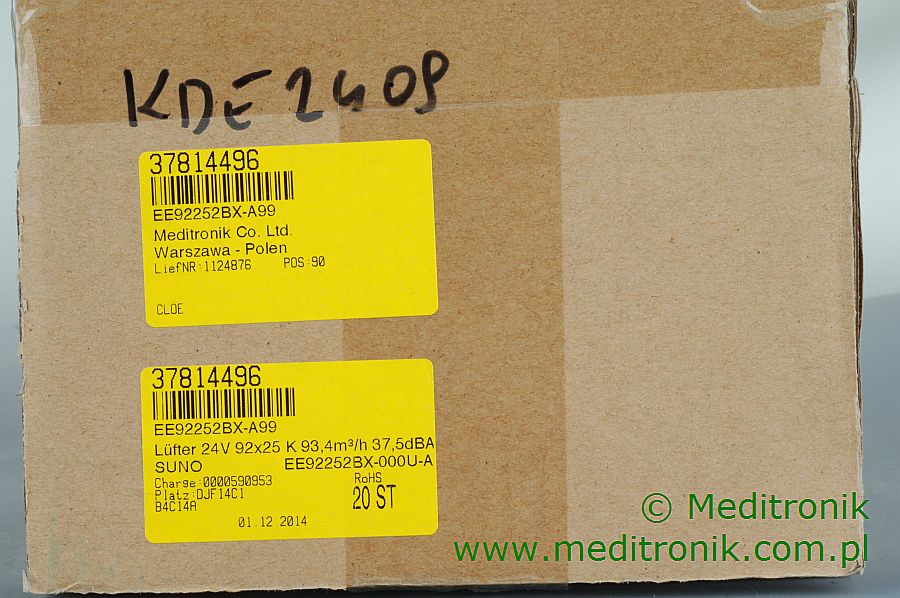 KDE2409
37814496
EE92252BX-A99
Meditronik Co. Ltd.
Warszawa - Polen
LiefNR:1124876 POS:90
CLOE
37814496
EE92252BX-A99
Lüfter 24V 92x25 K 93,4m³/h 37,5dBA
SUNO EE92252BX-000U-A
Charge:0000590953 RoHS
Platz:DJF14C1 20 ST
B4C14A
01.12.2014
© Meditronik
www.meditronik.com.pl